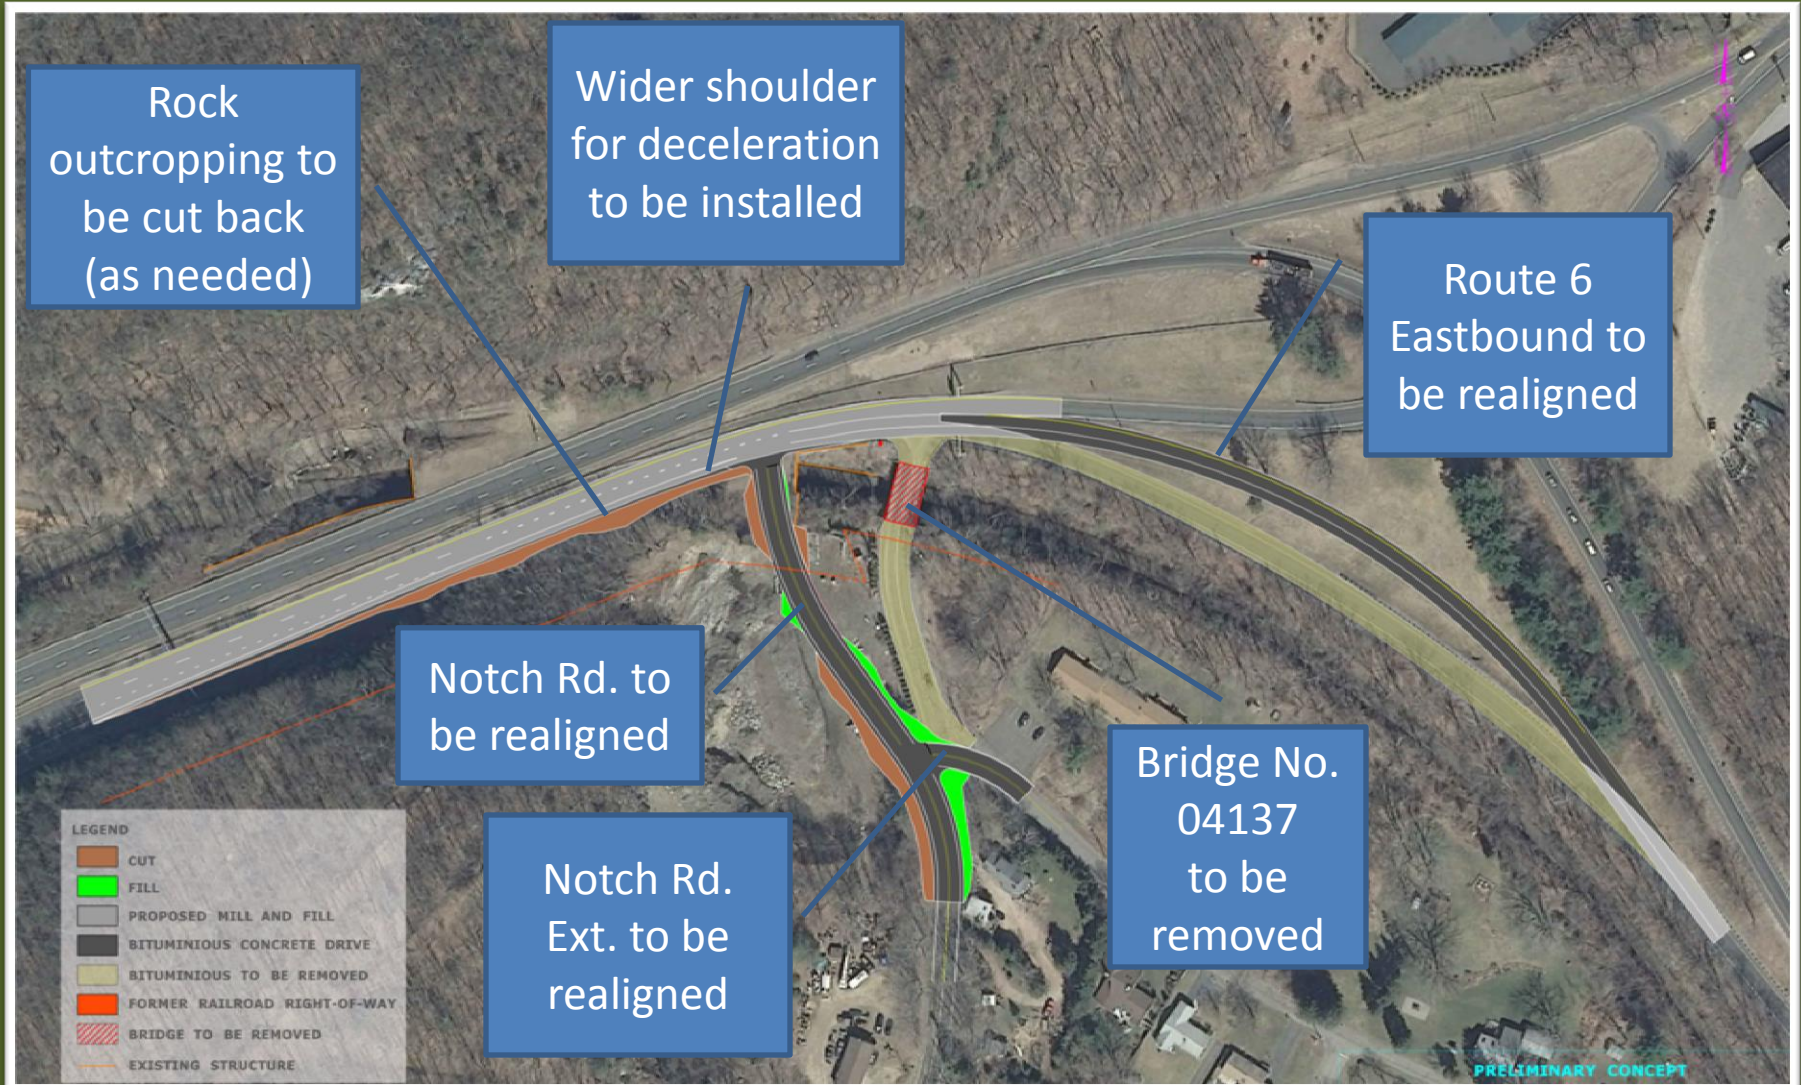 Rock
outcropping to
be cut back
(as needed)
Wider shoulder
for deceleration
to be installed
Route 6
Eastbound to
be realigned
Notch Rd. to
be realigned
Notch Rd.
Ext. to be
realigned
Bridge No.
04137
to be
removed
LEGEND
CUT
FILL
PROPOSED MILL AND FILL
BITUMINIOUS CONCRETE DRIVE
BITUMINIOUS TO BE REMOVED
FORMER RAILROAD RIGHT-OF-WAY
BRIDGE TO BE REMOVED
EXISTING STRUCTURE
PRELIMINARY CONCEPT